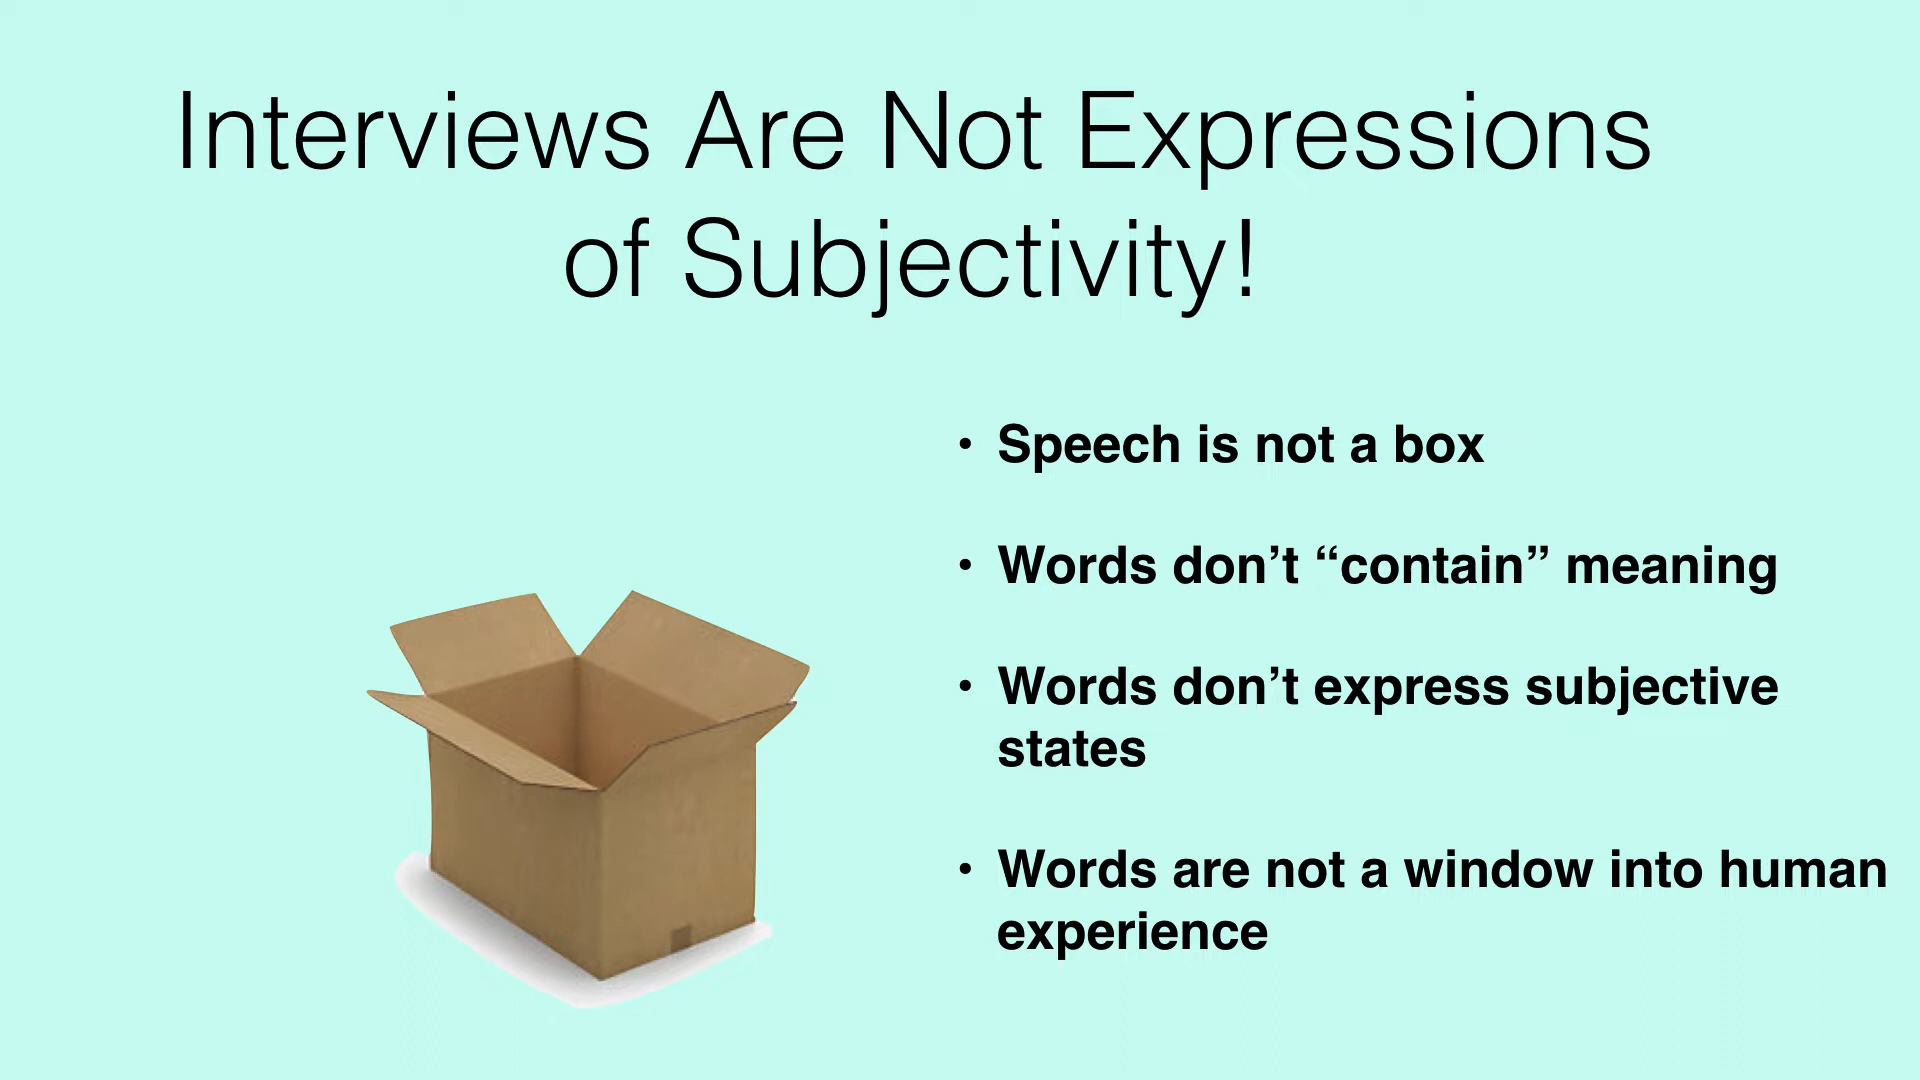 Interviews Are Not Expressions
of Subjectivity!
• Speech is not a box
• Words don’t “contain” meaning
• Words don’t express subjective
states
• Words are not a window into human
experience